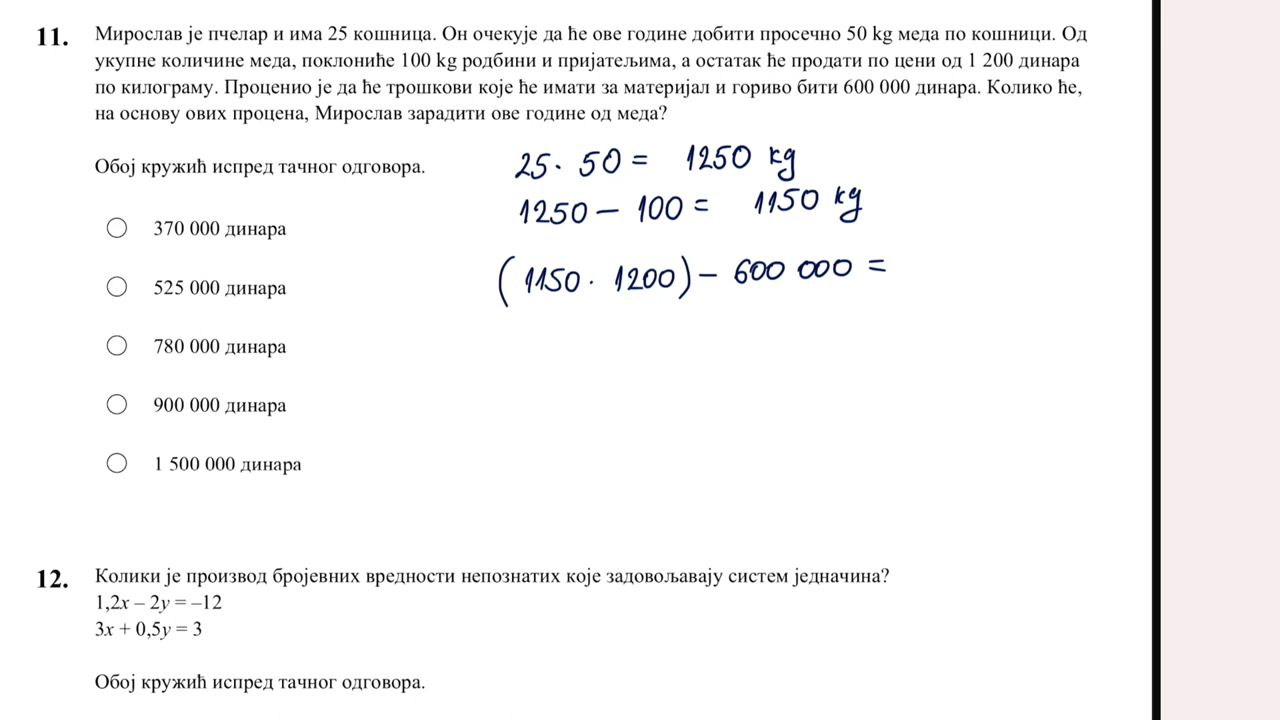 11. Мирослав је пчелар и има 25 кошница. Он очекује да ће ове године добити просечно 50 kg меда по кошници. Од
укупне количине меда, поклониће 100 kg родбини и пријатељима, а остатак ће продати по цени од 1 200 динара
по килограму. Проценио је да ће трошкови које ће имати за материјал и гориво бити 600 000 динара. Колико ће,
на основу ових процена, Мирослав зарадити ове године од меда?
Обој кружић испред тачног одговора.
25 · 50 = 1250 kg
1250 – 100 = 1150 kg
(1150 · 1200) – 600 000 =
370 000 динара
525 000 динара
780 000 динара
900 000 динара
1 500 000 динара
12. Колики је производ бројевних вредности непознатих које задовољавају систем једначина?
1,2x – 2y = –12
3x + 0,5y = 3
Обој кружић испред тачног одговора.